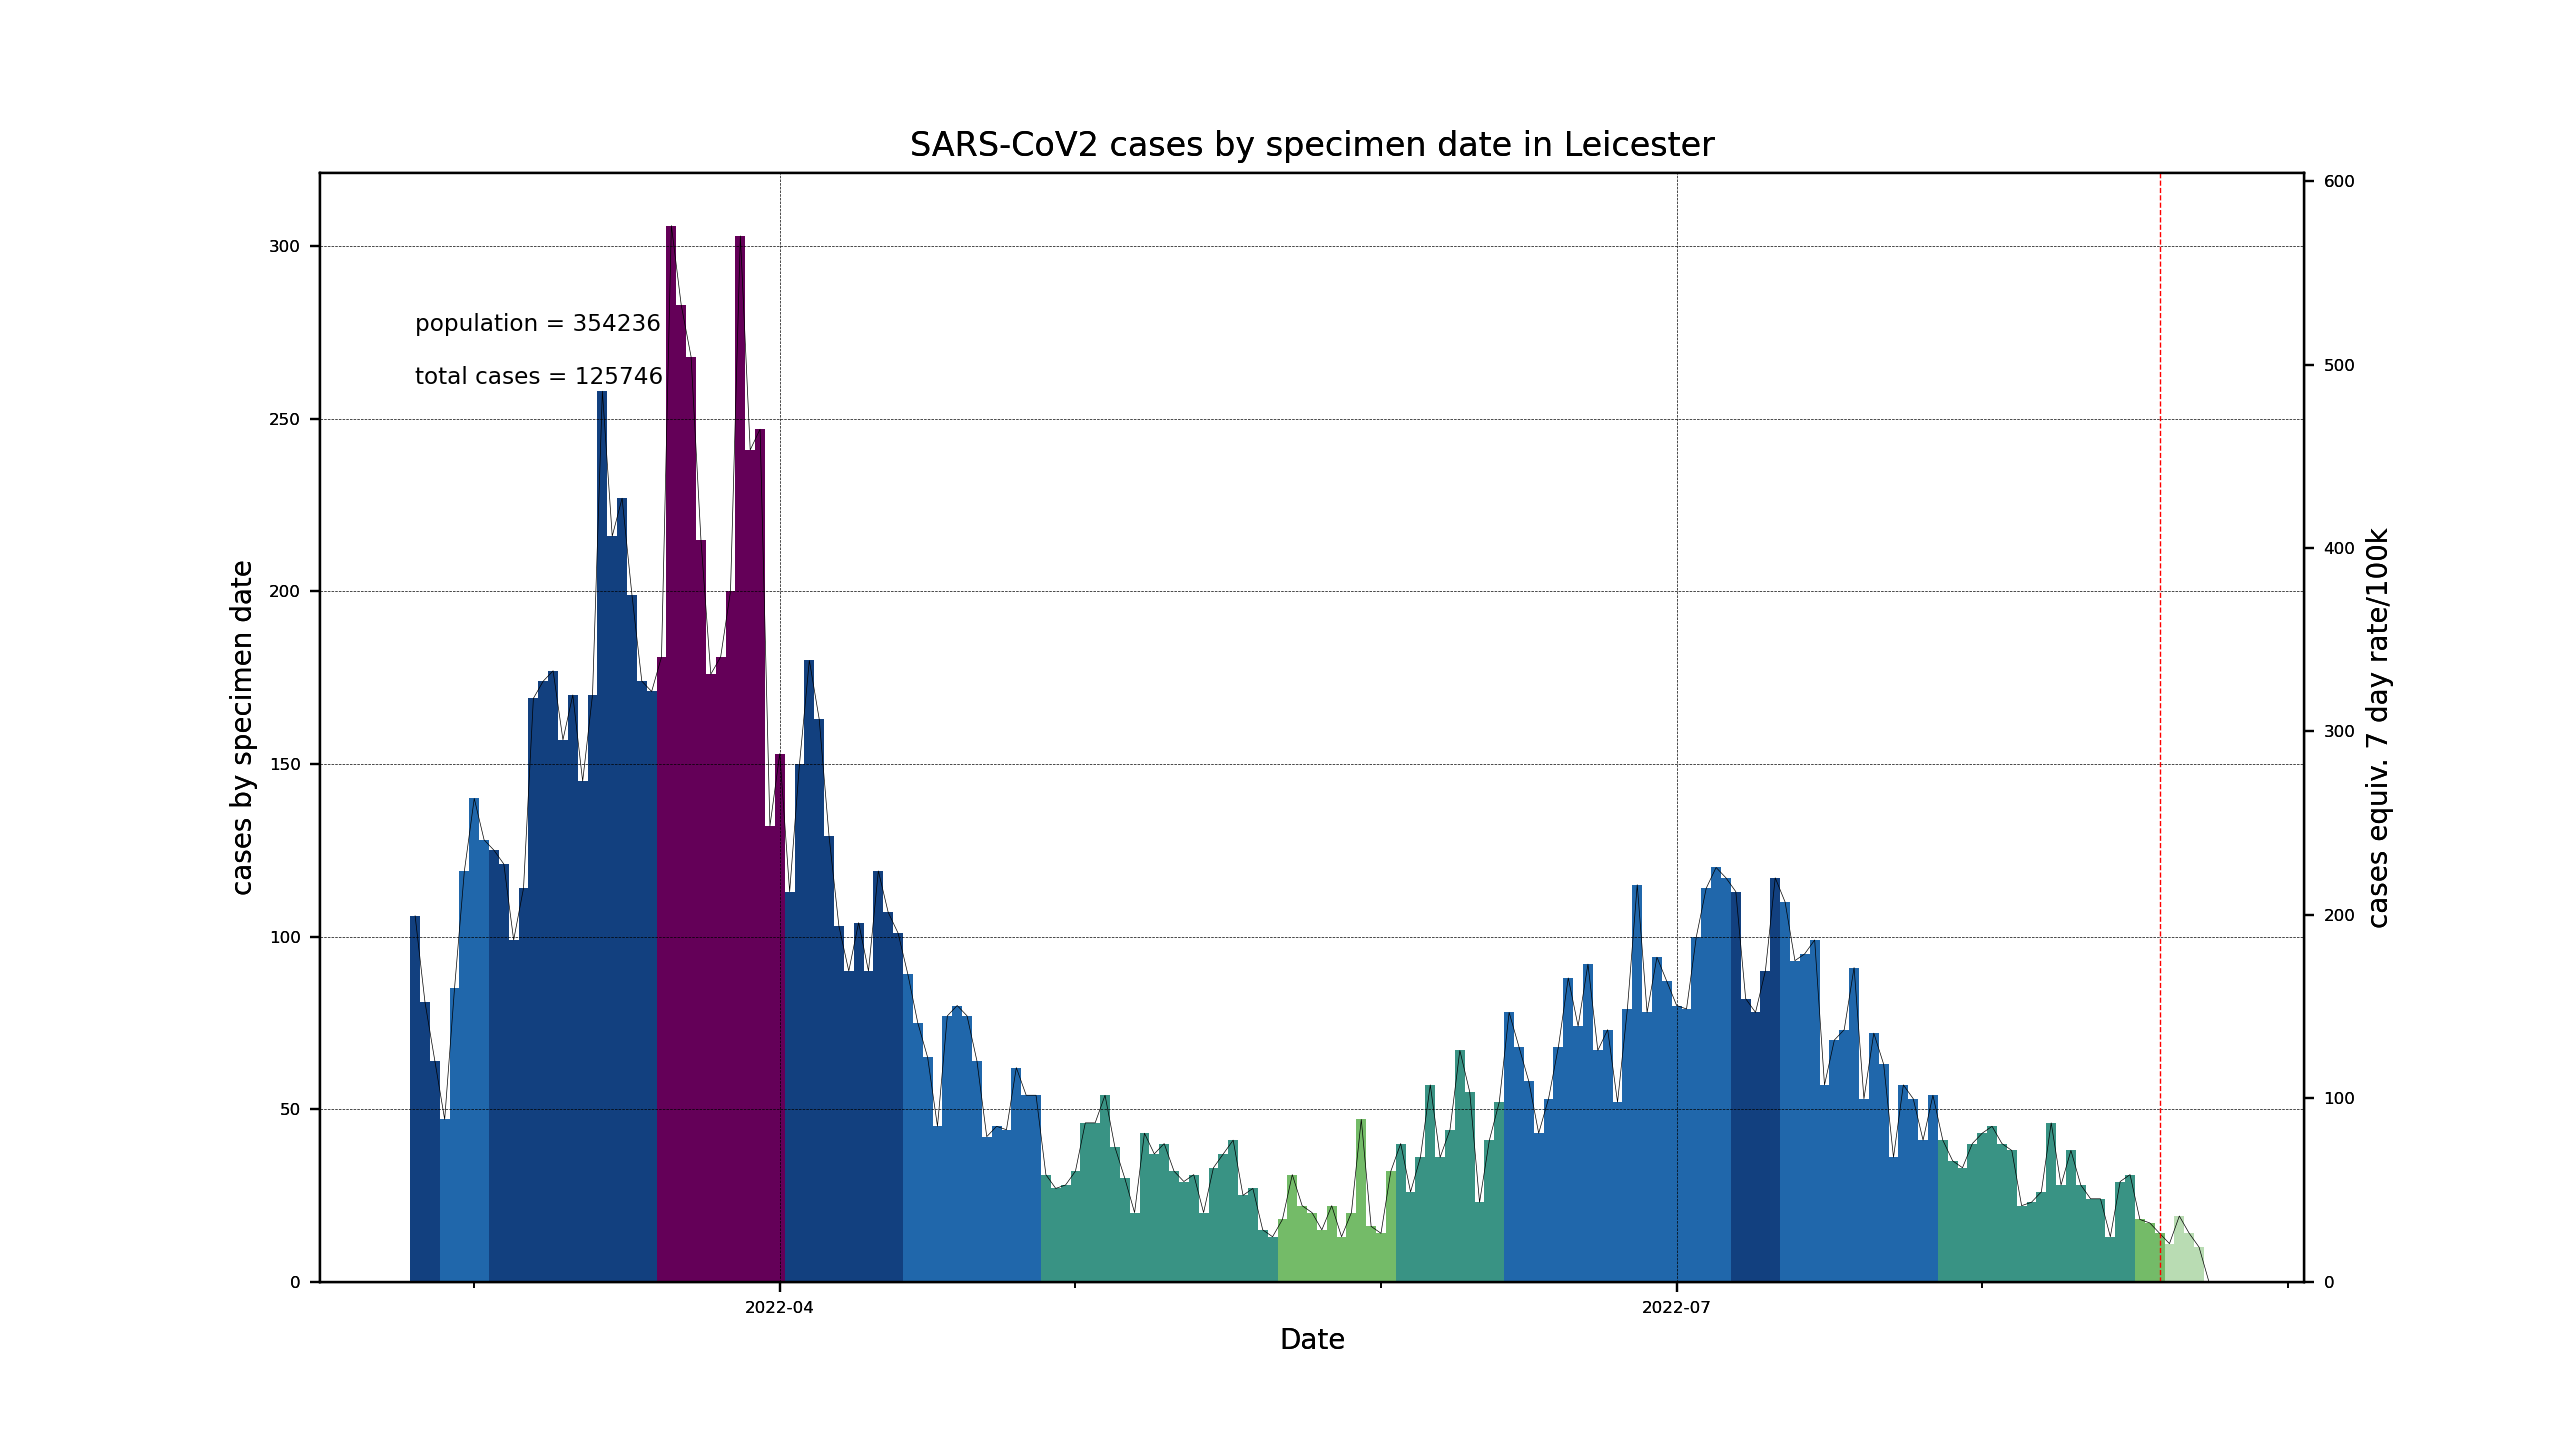 SARS-CoV2 cases by specimen date in Leicester
population = 354236
total cases = 125746
cases by specimen date
300
250
200
150
100
50
0
600
500
400
300
200
100
0
cases equiv. 7 day rate/100k
2022-04
2022-07
Date